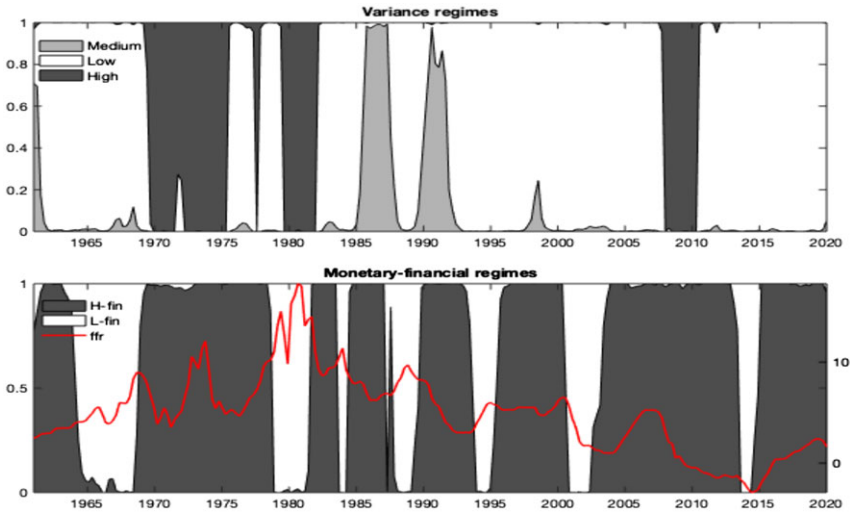 Variance regimes
1
0.8
0.6
0.4
0.2
0
Medium
Low
High
1965 1970 1975 1980 1985 1990 1995 2000 2005 2010 2015 2020
Monetary-financial regimes
1
0.5
0
H-fin
L-fin
ffr
10
0
1965 1970 1975 1980 1985 1990 1995 2000 2005 2010 2015 2020